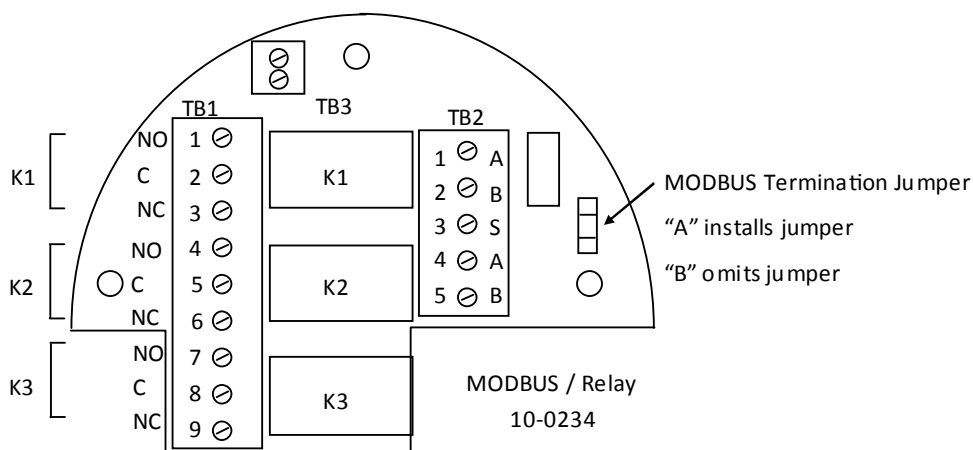 TB1
TB3
TB2
K1
NO
C
NC
1
2
3
K1
K2
NO
C
NC
4
5
6
K2
K3
NO
C
NC
7
8
9
K3
1 A
2 B
3 S
4 A
5 B
MODBUS Termination Jumper
“A” installs jumper
“B” omits jumper
MODBUS / Relay
10-0234